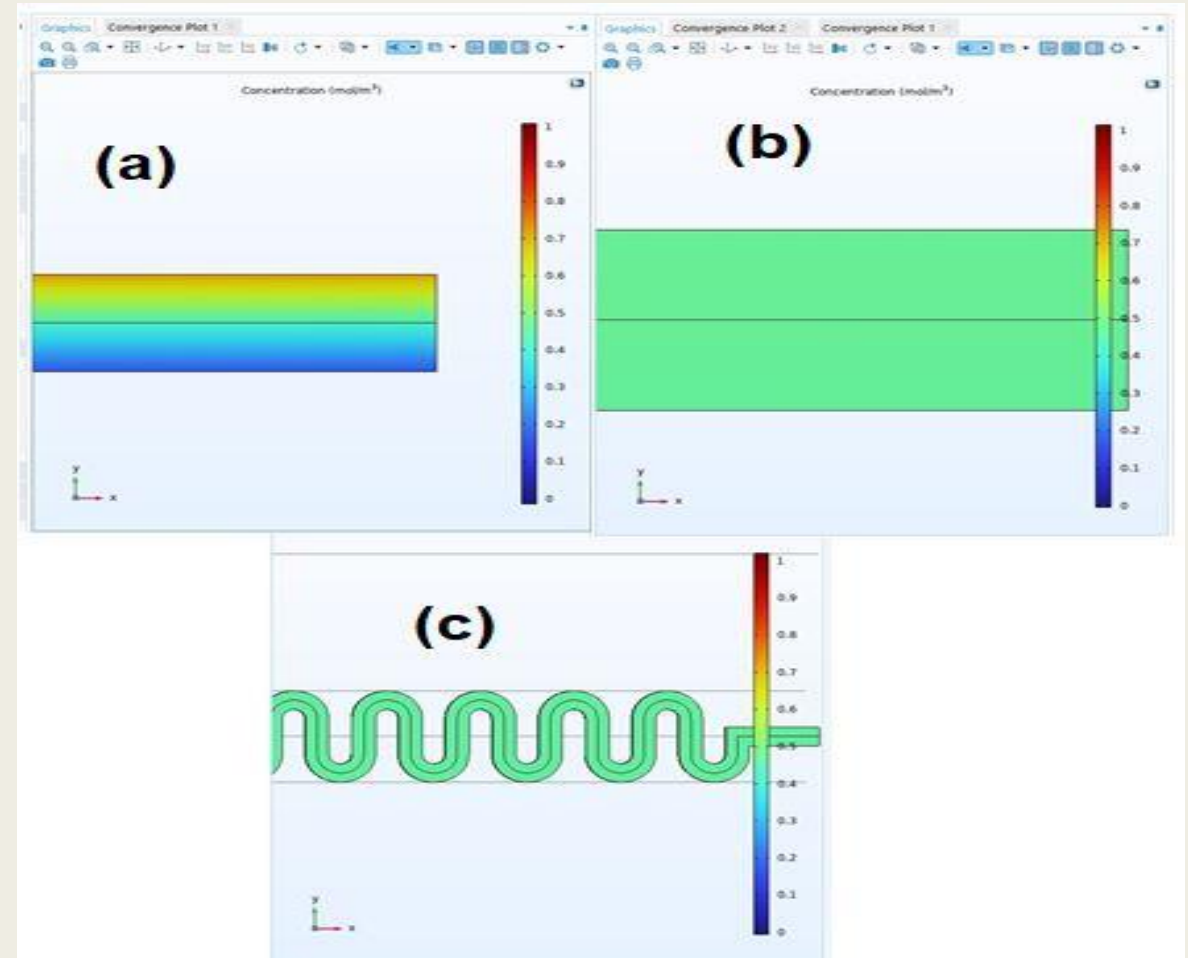 Graphics Convergence Plot 1
Concentration (mol/m³)
(a)
1
0.9
0.8
0.7
0.6
0.5
0.4
0.3
0.2
0.1
0
y
x
Graphics Convergence Plot 2 Convergence Plot 1
Concentration (mol/m³)
(b)
1
0.9
0.8
0.7
0.6
0.5
0.4
0.3
0.2
0.1
0
y
x
(c)
1
0.9
0.8
0.7
0.6
0.5
0.4
0.3
0.2
0.1
0
y
x